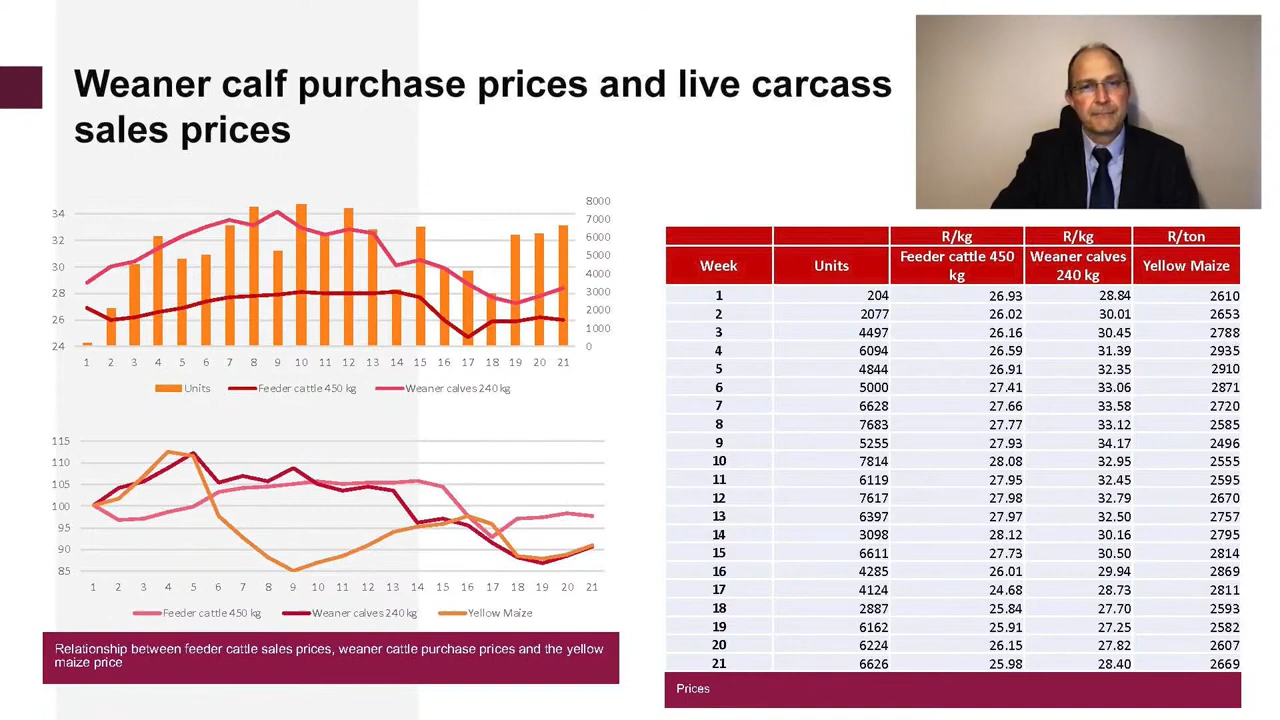 Weaner calf purchase prices and live carcass
sales prices
34
32
30
28
26
24
8000
7000
6000
5000
4000
3000
2000
1000
0
1 2 3 4 5 6 7 8 9 10 11 12 13 14 15 16 17 18 19 20 21
Units Feeder cattle 450 kg Weaner calves 240 kg
115
110
105
100
95
90
85
1 2 3 4 5 6 7 8 9 10 11 12 13 14 15 16 17 18 19 20 21
Feeder cattle 450 kg Weaner calves 240 kg Yellow Maize
Relationship between feeder cattle sales prices, weaner cattle purchase prices and the yellow
maize price
R/kg R/kg R/ton
Week Units Feeder cattle 450 kg Weaner calves 240 kg Yellow Maize
1 204 26.93 28.84 2610
2 2077 26.02 30.01 2653
3 4497 26.16 30.45 2788
4 6094 26.59 31.39 2935
5 4844 26.91 32.35 2910
6 5000 27.41 33.06 2871
7 6628 27.66 33.58 2720
8 7683 27.77 33.12 2585
9 5255 27.93 34.17 2496
10 7814 28.08 32.95 2555
11 6119 27.95 32.45 2595
12 7617 27.98 32.79 2670
13 6397 27.97 32.50 2757
14 3098 28.12 30.16 2795
15 6611 27.73 30.50 2814
16 4285 26.01 29.94 2869
17 4124 24.68 28.73 2811
18 2887 25.84 27.70 2593
19 6162 25.91 27.25 2582
20 6224 26.15 27.82 2607
21 6626 25.98 28.40 2669
Prices